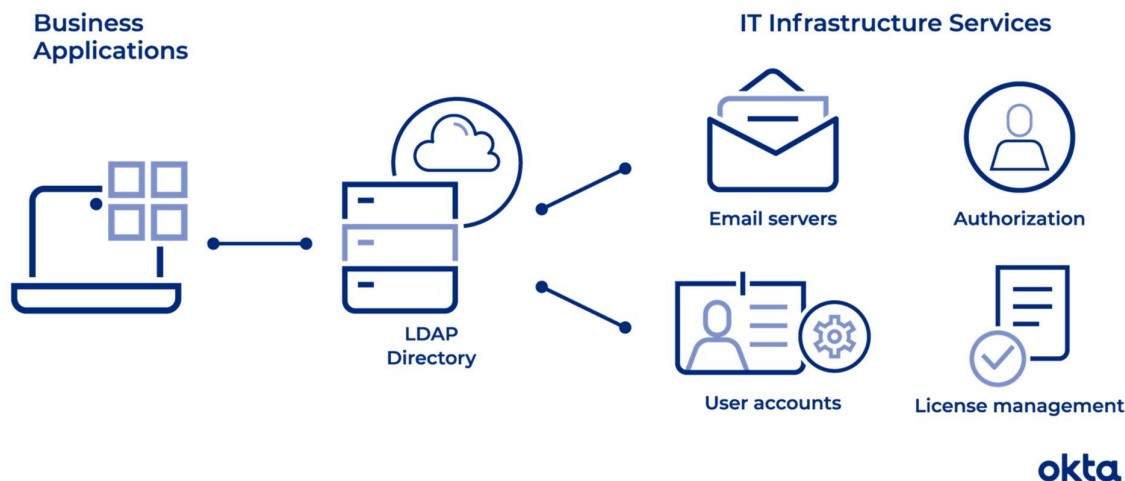 Business
Applications
IT Infrastructure Services
Email servers
Authorization
LDAP
Directory
User accounts
License management
okta